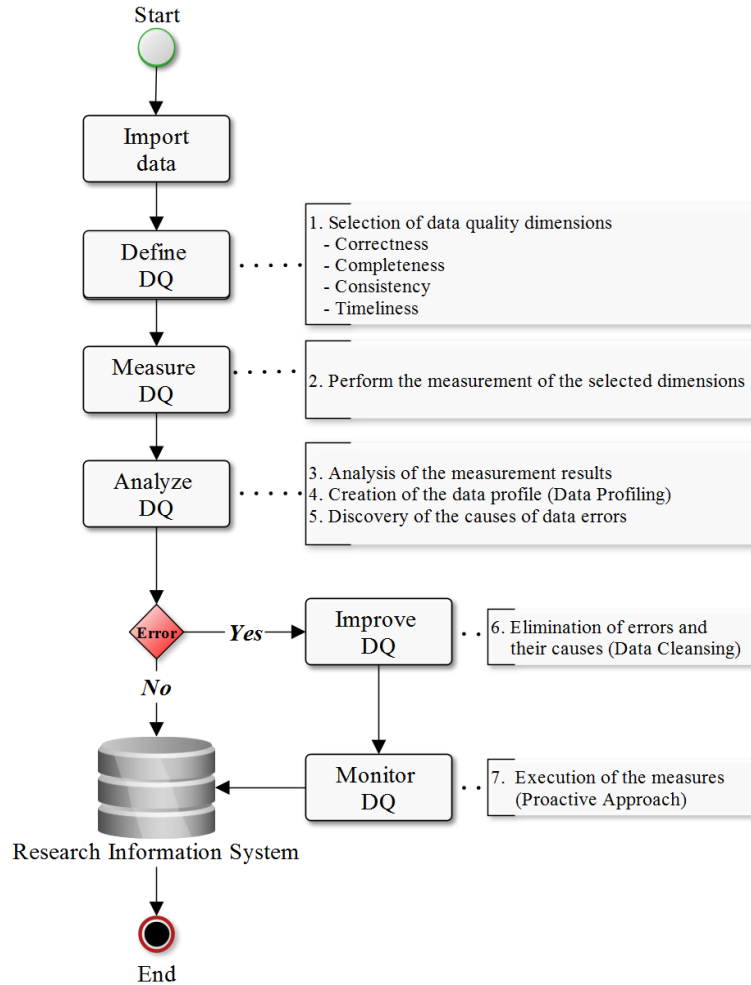 Start
Import
data
Define
DQ
1. Selection of data quality dimensions
- Correctness
- Completeness
- Consistency
- Timeliness
Measure
DQ
2. Perform the measurement of the selected dimensions
Analyze
DQ
3. Analysis of the measurement results
4. Creation of the data profile (Data Profiling)
5. Discovery of the causes of data errors
Error
Yes
No
Improve
DQ
6. Elimination of errors and
their causes (Data Cleansing)
Monitor
DQ
7. Execution of the measures
(Proactive Approach)
Research Information System
End